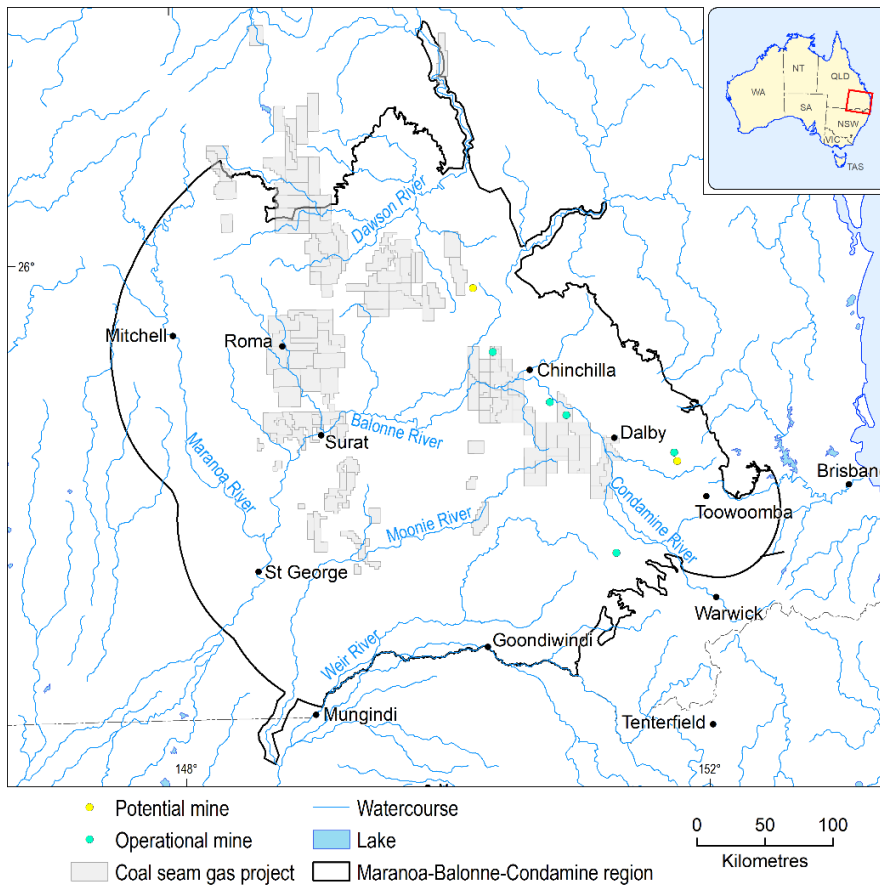 WA
NT
QLD
SA
NSW
VIC
TAS
Dawson River
26°
Mitchell
Roma
Chinchilla
Balonne River
Surat
Dalby
Maranoa River
Condamine River
Brisban
Moonie River
Toowoomba
St George
Warwick
Weir River
Goondiwindi
Mungindi
Tenterfield
148°
152°
Potential mine
Watercourse
Operational mine
Lake
Coal seam gas project
Maranoa-Balonne-Condamine region
0 50 100
Kilometres